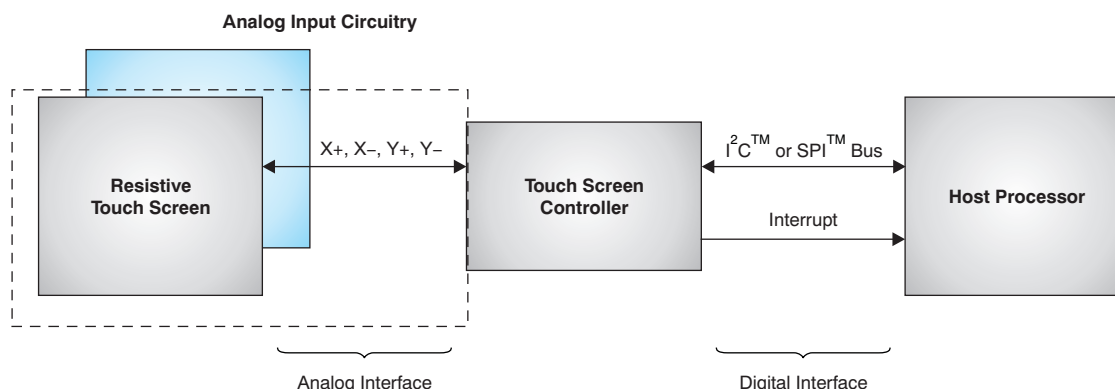 Analog Input Circuitry
X+, X−, Y+, Y−
Resistive
Touch Screen
Touch Screen
Controller
I²C™ or SPI™ Bus
Interrupt
Host Processor
Analog Interface
Digital Interface